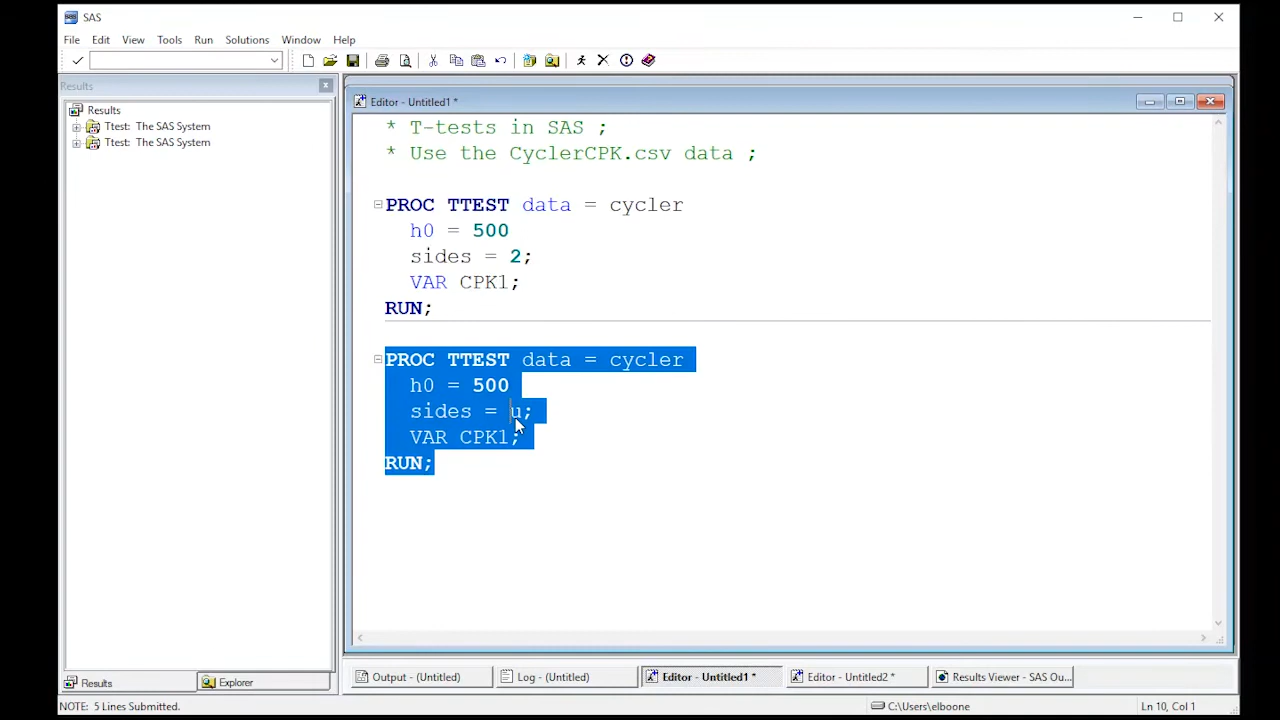 SAS
File Edit View Tools Run Solutions Window Help
Results
Results
Ttest: The SAS System
Ttest: The SAS System
Editor - Untitled1 *
* T-tests in SAS ;
* Use the CyclerCPK.csv data ;
PROC TTEST data = cycler
h0 = 500
sides = 2;
VAR CPK1;
RUN;
PROC TTEST data = cycler
h0 = 500
sides = u;
VAR CPK1;
RUN;
Results Explorer
Output - (Untitled) Log - (Untitled) Editor - Untitled1 * Editor - Untitled2 * Results Viewer - SAS Ou...
NOTE: 5 Lines Submitted. C:\Users\elboone Ln 10, Col 1